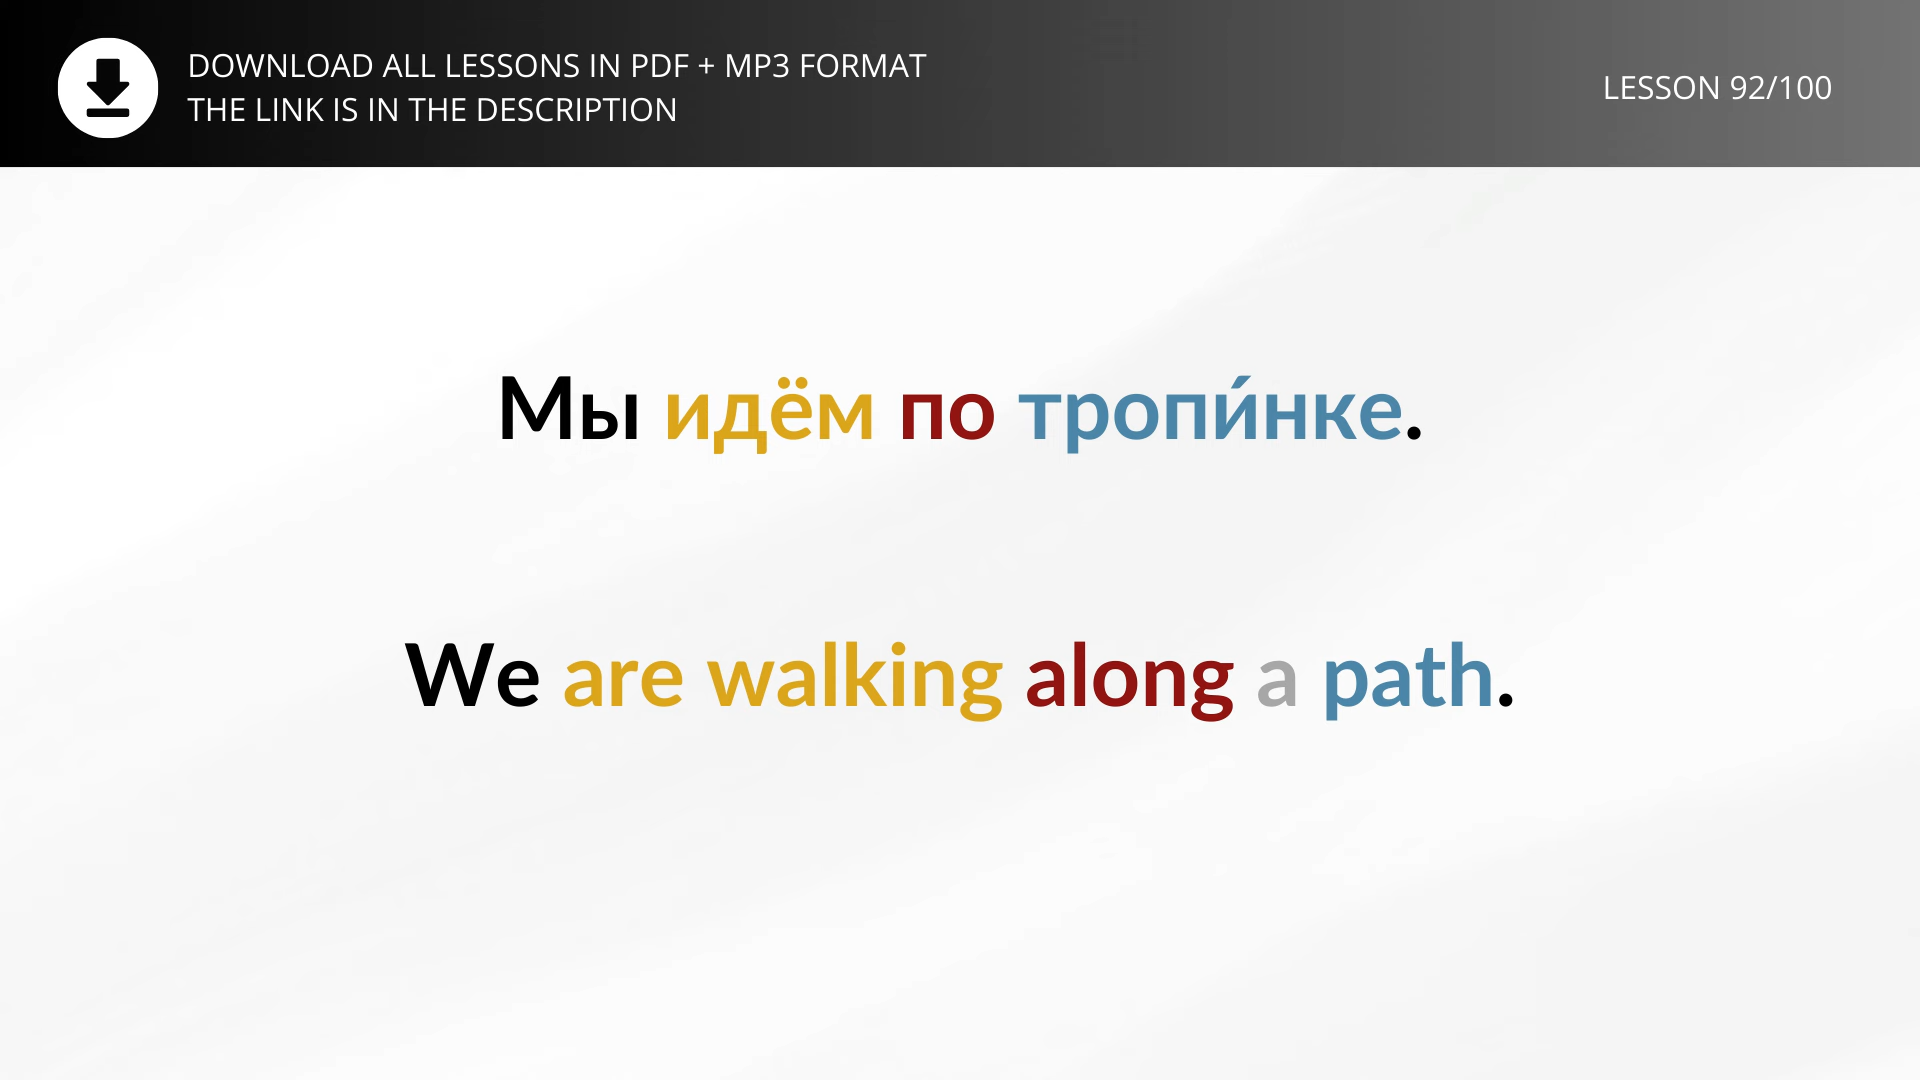 DOWNLOAD ALL LESSONS IN PDF + MP3 FORMAT
THE LINK IS IN THE DESCRIPTION
LESSON 92/100
Мы идём по тропи́нке.
We are walking along a path.